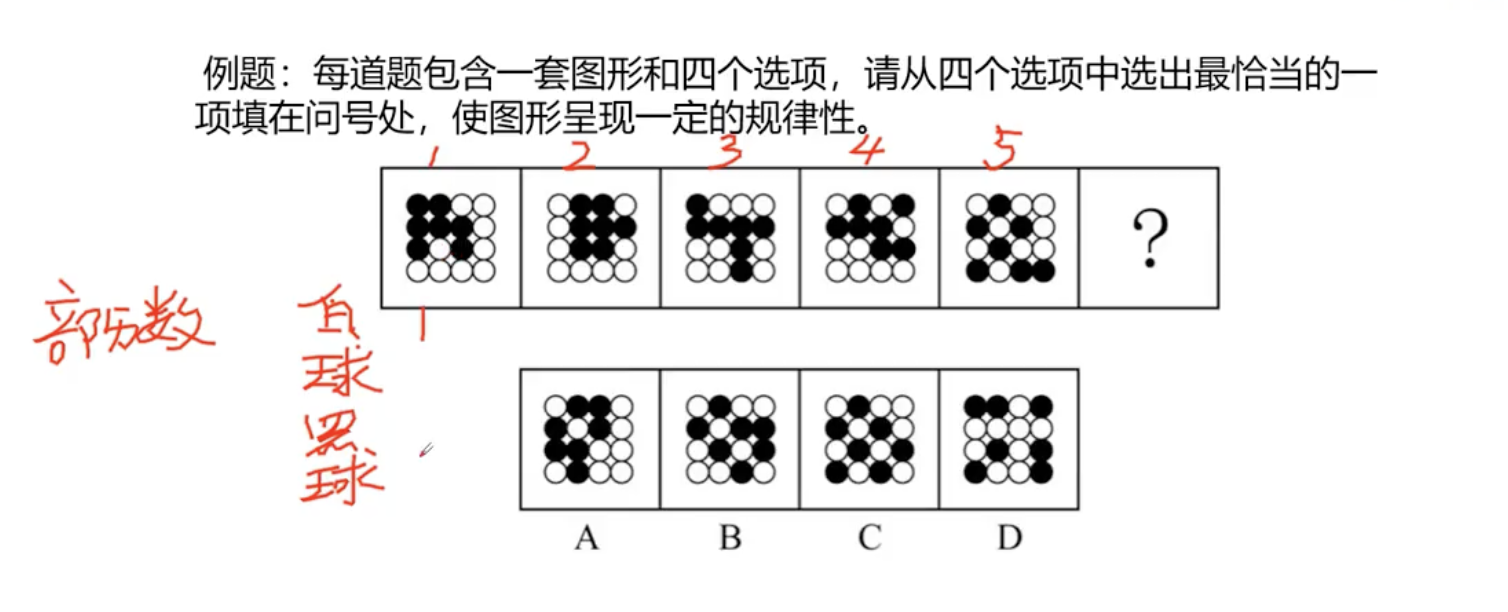 例题：每道题包含一套图形和四个选项，请从四个选项中选出最恰当的一
项填在问号处，使图形呈现一定的规律性。
1 2 3 4 5
?
部分数 白 1
球
黑
球
A B C D